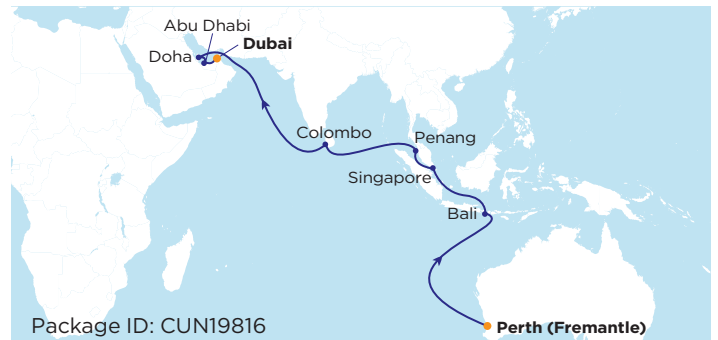 Abu Dhabi
Dubai
Doha
Colombo
Penang
Singapore
Bali
Package ID: CUN19816
Perth (Fremantle)